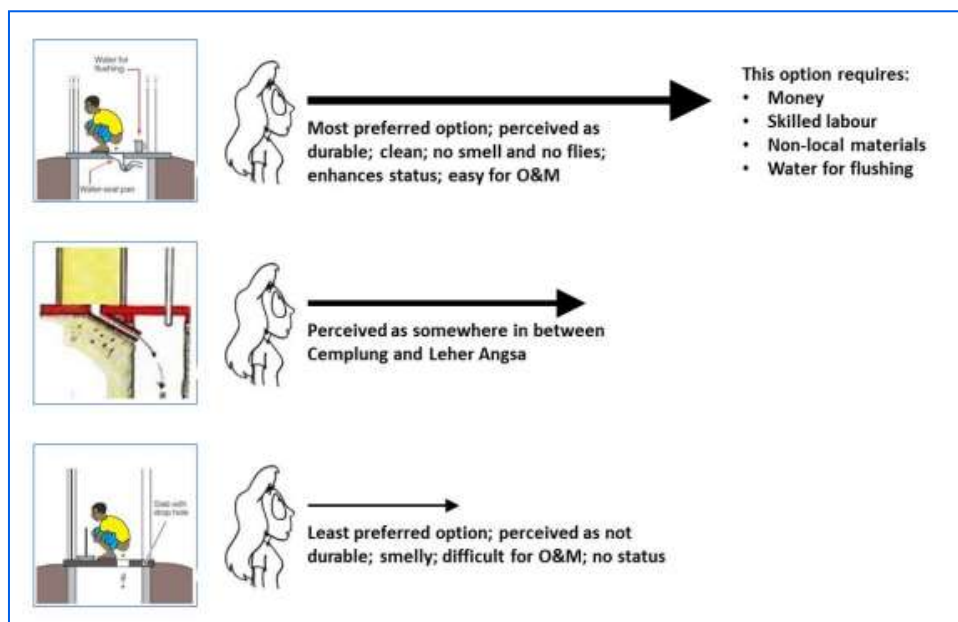 Water for
flushing
Water-seal pan
Most preferred option; perceived as
durable; clean; no smell and no flies;
enhances status; easy for O&M
This option requires:
• Money
• Skilled labour
• Non-local materials
• Water for flushing
Perceived as somewhere in between
Cemplung and Leher Angsa
Slab with
drop hole
Least preferred option; perceived as not
durable; smelly; difficult for O&M; no status